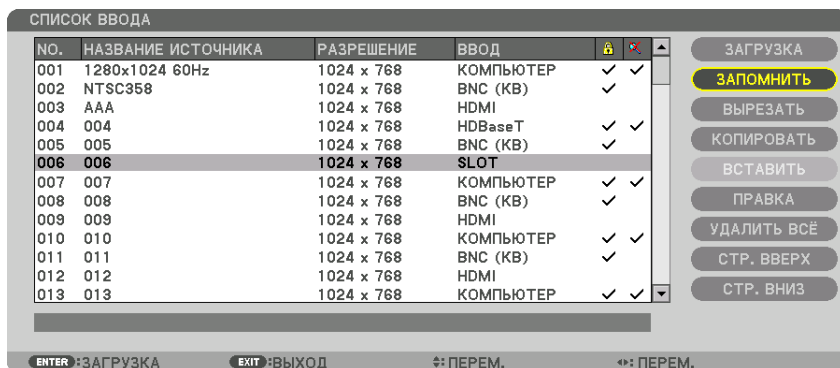 СПИСОК ВВОДА
NO. НАЗВАНИЕ ИСТОЧНИКА РАЗРЕШЕНИЕ ВВОД
001 1280x1024 60Hz 1024 x 768 КОМПЬЮТЕР ✓ ✓
002 NTSC358 1024 x 768 BNC (КВ) ✓
003 AAA 1024 x 768 HDMI
004 004 1024 x 768 HDBaseT ✓ ✓
005 005 1024 x 768 BNC (КВ) ✓
006 006 1024 x 768 SLOT
007 007 1024 x 768 КОМПЬЮТЕР ✓ ✓
008 008 1024 x 768 BNC (КВ) ✓
009 009 1024 x 768 HDMI
010 010 1024 x 768 КОМПЬЮТЕР ✓ ✓
011 011 1024 x 768 BNC (КВ) ✓
012 012 1024 x 768 HDMI
013 013 1024 x 768 КОМПЬЮТЕР ✓ ✓
ЗАГРУЗКА
ЗАПОМНИТЬ
ВЫРЕЗАТЬ
КОПИРОВАТЬ
ВСТАВИТЬ
ПРАВКА
УДАЛИТЬ ВСЁ
СТР. ВВЕРХ
СТР. ВНИЗ
ENTER :ЗАГРУЗКА EXIT :ВЫХОД :ПЕРЕМ. :ПЕРЕМ.